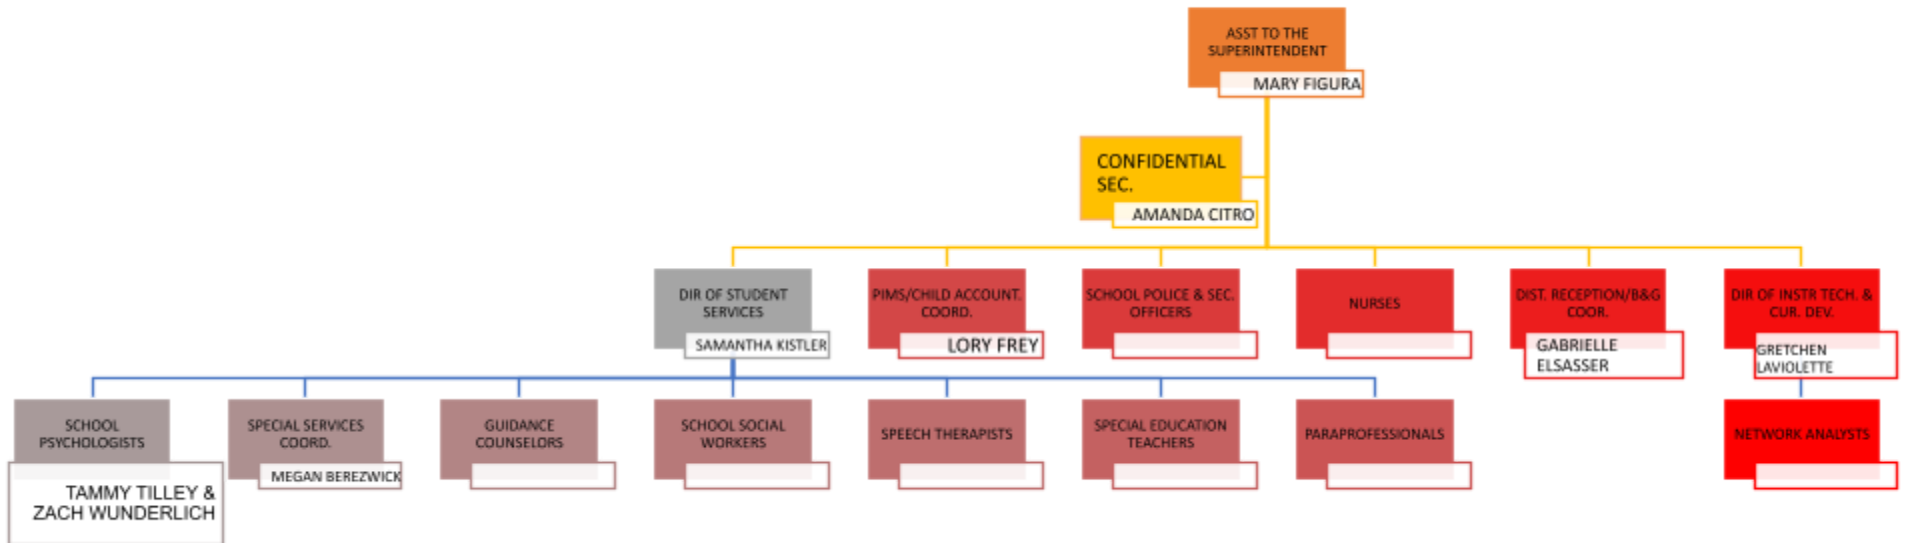 ASST TO THE
SUPERINTENDENT
MARY FIGURA
CONFIDENTIAL
SEC.
AMANDA CITRO
DIR OF STUDENT
SERVICES
SAMANTHA KISTLER
PIMS/CHILD ACCOUNT.
COORD.
LORY FREY
SCHOOL POLICE & SEC.
OFFICERS
NURSES
DIST. RECEPTION/B&G
COOR.
GABRIELLE
ELSASSER
DIR OF INSTR TECH. &
CUR. DEV.
GRETCHEN
LAVIOLETTE
SCHOOL
PSYCHOLOGISTS
TAMMY TILLEY &
ZACH WUNDERLICH
SPECIAL SERVICES
COORD.
MEGAN BEREZWICK
GUIDANCE
COUNSELORS
SCHOOL SOCIAL
WORKERS
SPEECH THERAPISTS
SPECIAL EDUCATION
TEACHERS
PARAPROFESSIONALS
NETWORK ANALYSTS